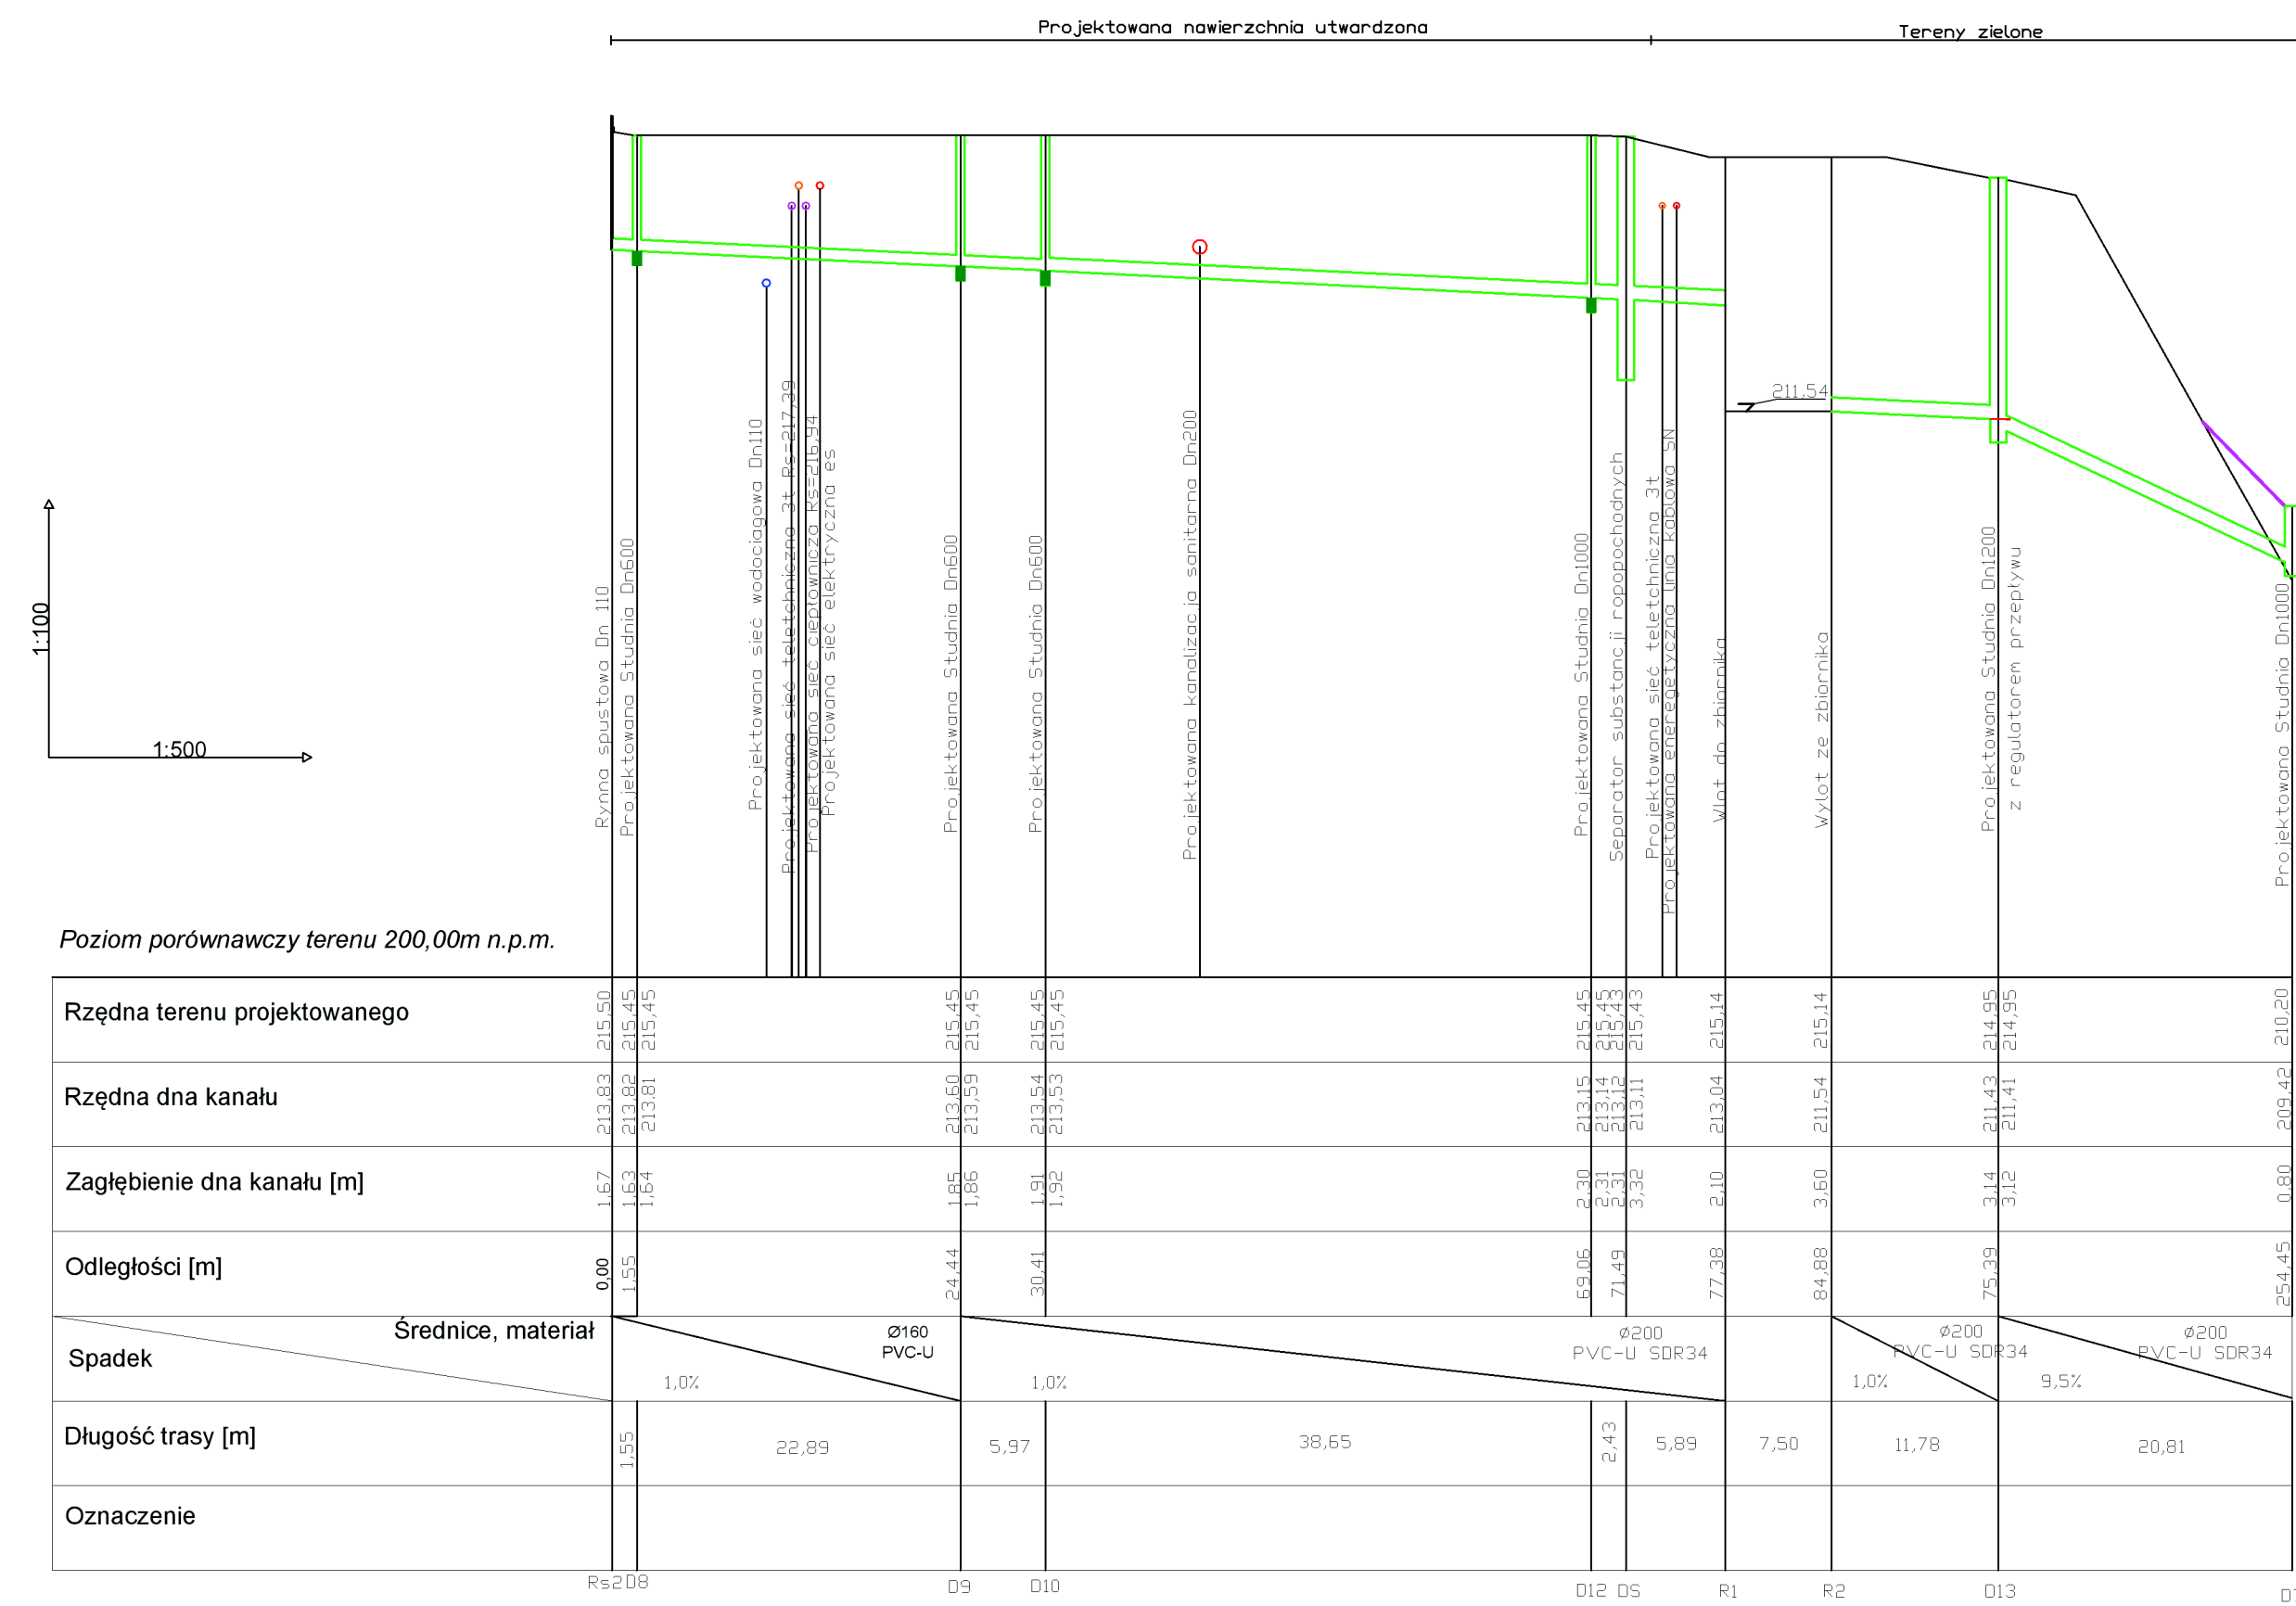 Projektowana nawierzchnia utwardzona
Tereny zielone
211,54
1:100
1:500
Rynna spustowa Dn 110
Projektowana Studnia Dn600
Projektowana sieć wodociągowa Dn110
Projektowana sieć teletechniczna 3t Rs=217,39
Projektowana sieć ciepłownicza Rs=216,94
Projektowana sieć elektryczna es
Projektowana Studnia Dn600
Projektowana Studnia Dn600
Projektowana kanalizacja sanitarna Dn200
Projektowana Studnia Dn1000
Separator substancji ropopochodnych
Projektowana sieć teletchniczna 3t
Projektowana eneregetyczna linia kablowa SN
Wlot do zbiornika
Wylot ze zbiornika
Projektowana Studnia Dn1200
z regulatorem przepływu
Projektowana Studnia Dn1000
Poziom porównawczy terenu 200,00m n.p.m.
Rzędna terenu projektowanego
215,50 215,45 215,45 215,45 215,45 215,45 215,45 215,45 215,45 215,43 215,43 215,14 215,14 214,95 214,95 210,20
Rzędna dna kanału
213,83 213,82 213,81 213,60 213,59 213,54 213,53 213,15 213,14 213,12 213,11 213,04 211,54 211,43 211,41 209,42
Zagłębienie dna kanału [m]
1,67 1,63 1,64 1,85 1,86 1,91 1,92 2,30 2,31 2,31 3,32 2,10 3,60 3,14 3,12 0,80
Odległości [m]
0,00 1,55 24,44 30,41 69,06 71,49 77,38 84,88 75,39 254,45
Średnice, materiał
Spadek
Ø160
PVC-U
1,0%
ø200
PVC-U SDR34
1,0%
ø200
PVC-U SDR34
1,0%
ø200
PVC-U SDR34
9,5%
Długość trasy [m]
1,55 22,89 5,97 38,65 2,43 5,89 7,50 11,78 20,81
Oznaczenie
Rs2 D8 D9 D10 D12 DS R1 R2 D13